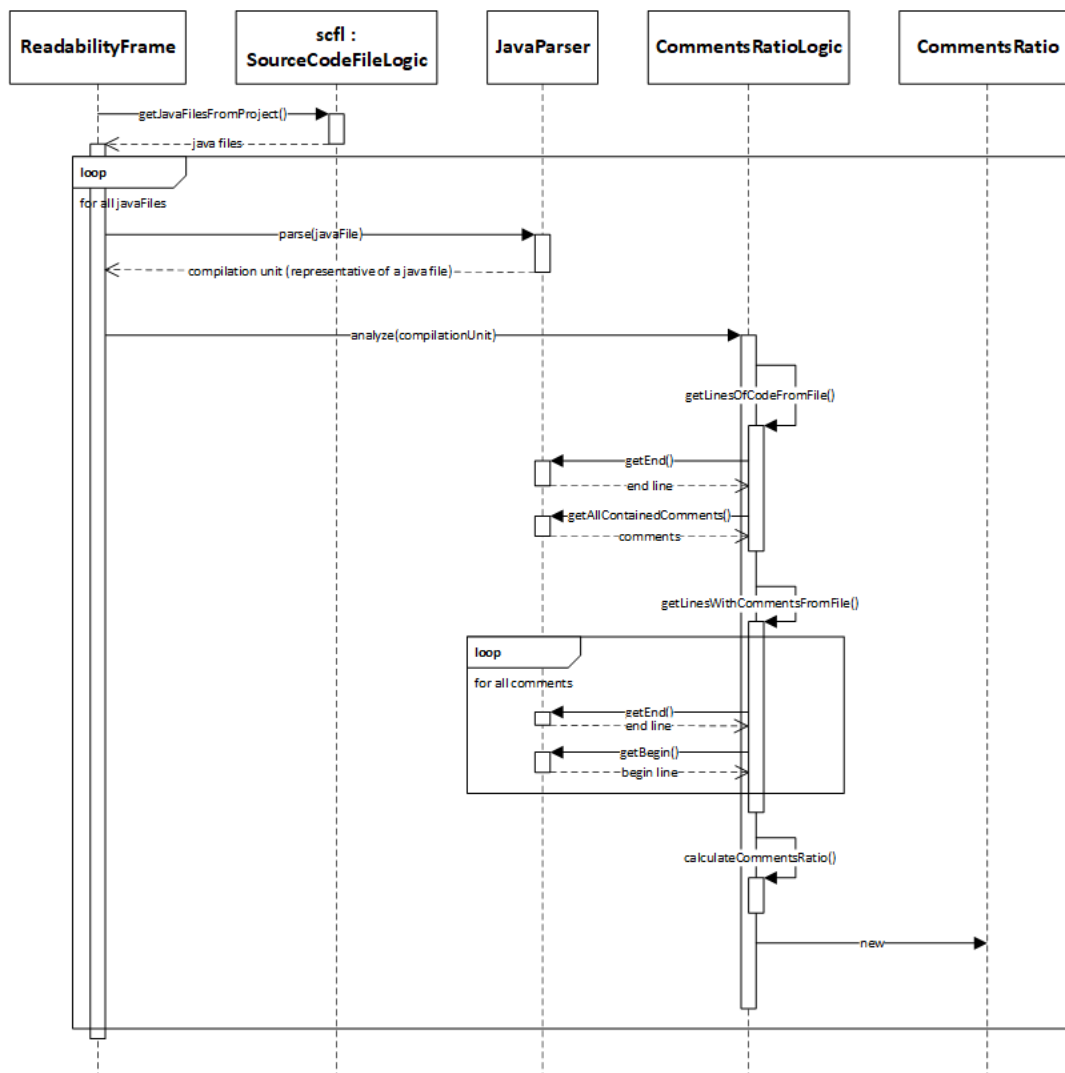 ReadabilityFrame
scfl :
SourceCodeFileLogic
JavaParser
CommentsRatioLogic
CommentsRatio
getJavaFilesFromProject()
java files
loop
for all javaFiles
parse(javaFile)
compilation unit (representative of a java file)
analyze(compilationUnit)
getLinesOfCodeFromFile()
getEnd()
end line
getAllContainedComments()
comments
getLinesWithCommentsFromFile()
loop
for all comments
getEnd()
end line
getBegin()
begin line
calculateCommentsRatio()
new